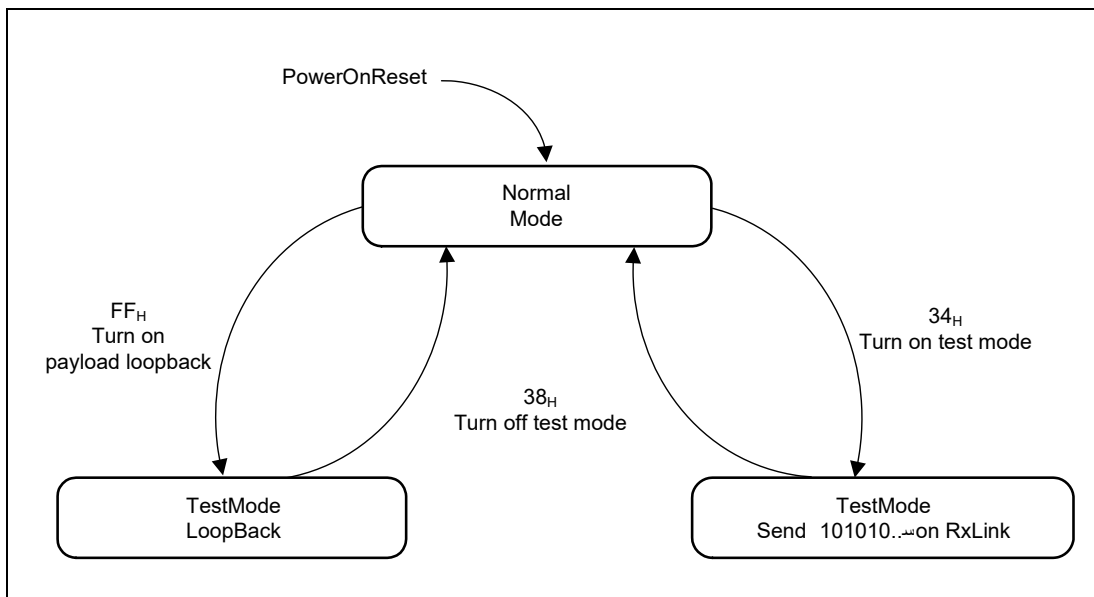 PowerOnReset
Normal
Mode
FFH
Turn on
payload loopback
34H
Turn on test mode
38H
Turn off test mode
TestMode
LoopBack
TestMode
Send 101010.. on RxLink